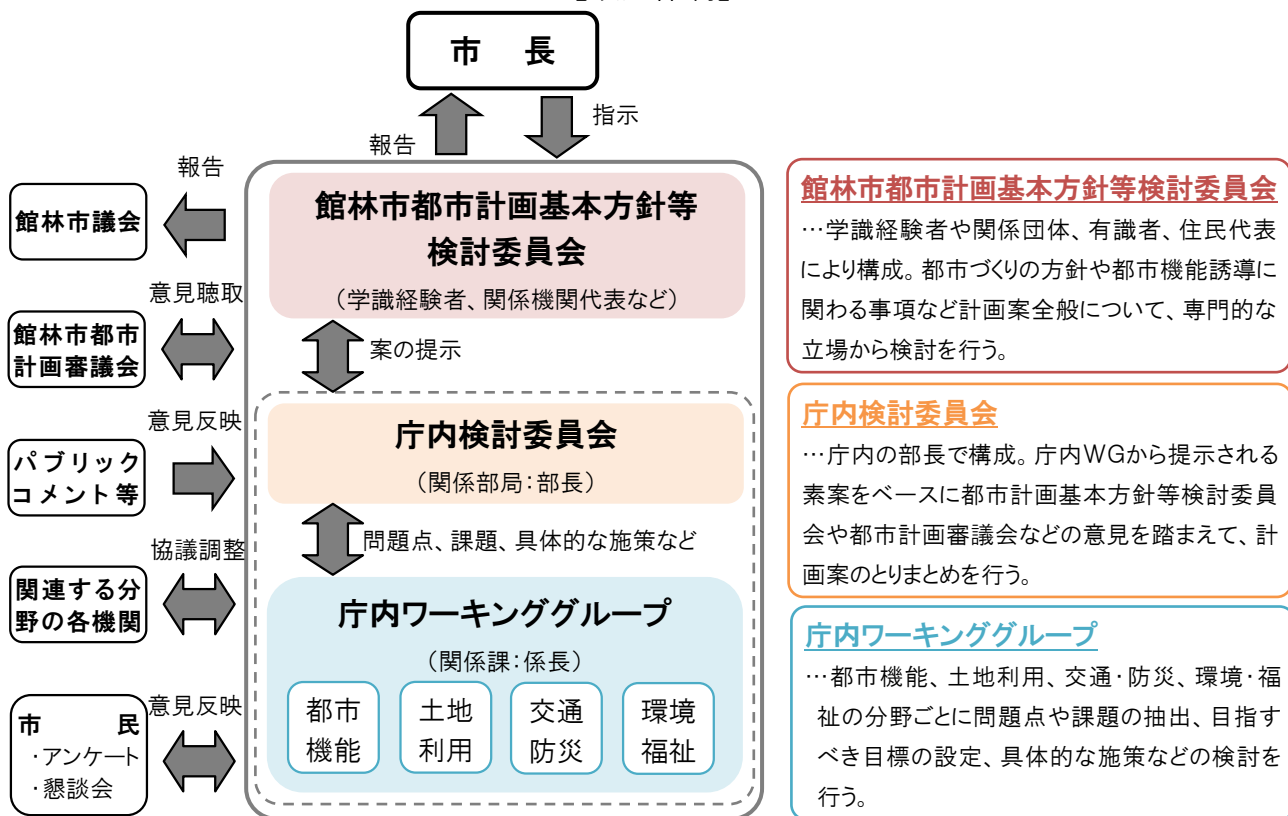 市　長
報告
指示
報告
館林市議会
意見聴取
館林市都市
計画審議会
意見反映
パブリック
コメント等
協議調整
関連する分
野の各機関
意見反映
市　民
・アンケート
・懇談会
館林市都市計画基本方針等
検討委員会
（学識経験者、関係機関代表など）
案の提示
庁内検討委員会
（関係部局：部長）
問題点、課題、具体的な施策など
庁内ワーキンググループ
（関係課：係長）
都市
機能
土地
利用
交通
防災
環境
福祉
館林市都市計画基本方針等検討委員会
…学識経験者や関係団体、有識者、住民代表
により構成。都市づくりの方針や都市機能誘導に
関わる事項など計画案全般について、専門的な
立場から検討を行う。
庁内検討委員会
…庁内の部長で構成。庁内WGから提示される
素案をベースに都市計画基本方針等検討委員
会や都市計画審議会などの意見を踏まえて、計
画案のとりまとめを行う。
庁内ワーキンググループ
…都市機能、土地利用、交通・防災、環境・福
祉の分野ごとに問題点や課題の抽出、目指す
べき目標の設定、具体的な施策などの検討を
行う。